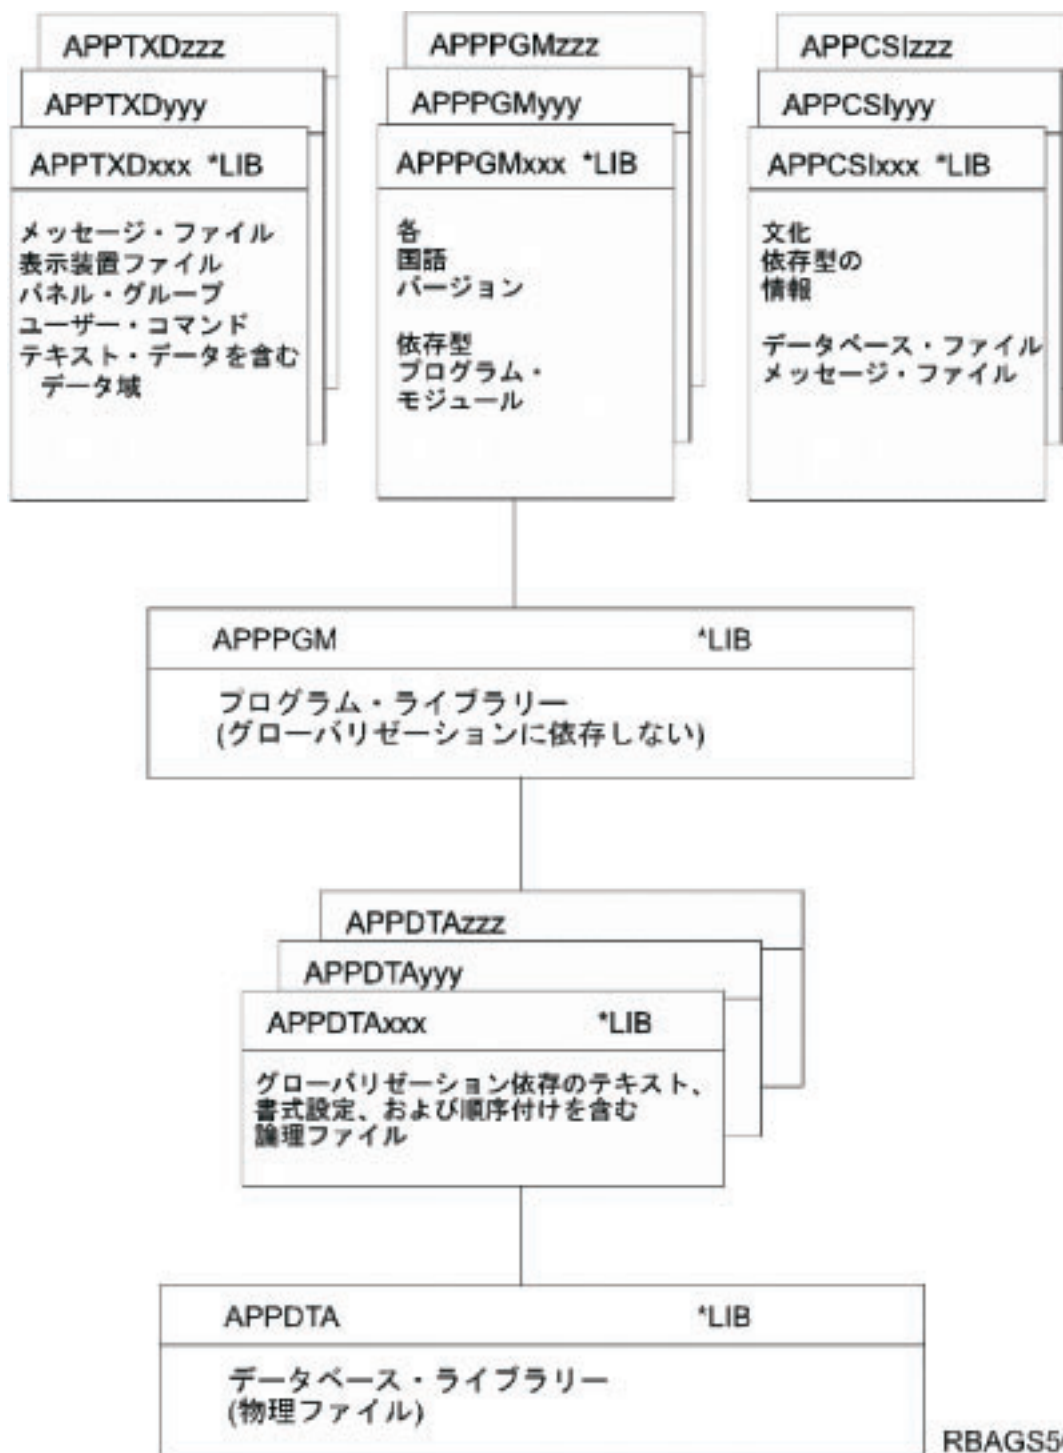 APPTXDzzz
APPTXDyyy
APPTXDxxx *LIB
メッセージ・ファイル
表示装置ファイル
パネル・グループ
ユーザー・コマンド
テキスト・データを含む
データ域
APPPGMzzz
APPPGMyyy
APPPGMxxx *LIB
各
国語
バージョン
依存型
プログラム・
モジュール
APPCSIzzz
APPCSIyyy
APPCSIxxx *LIB
文化
依存型の
情報
データベース・ファイル
メッセージ・ファイル
APPPGM *LIB
プログラム・ライブラリー
(グローバリゼーションに依存しない)
APPDTAzzz
APPDTAyyy
APPDTAxxx *LIB
グローバリゼーション依存のテキスト、
書式設定、および順序付けを含む
論理ファイル
APPDTA *LIB
データベース・ライブラリー
(物理ファイル)
RBAGS5